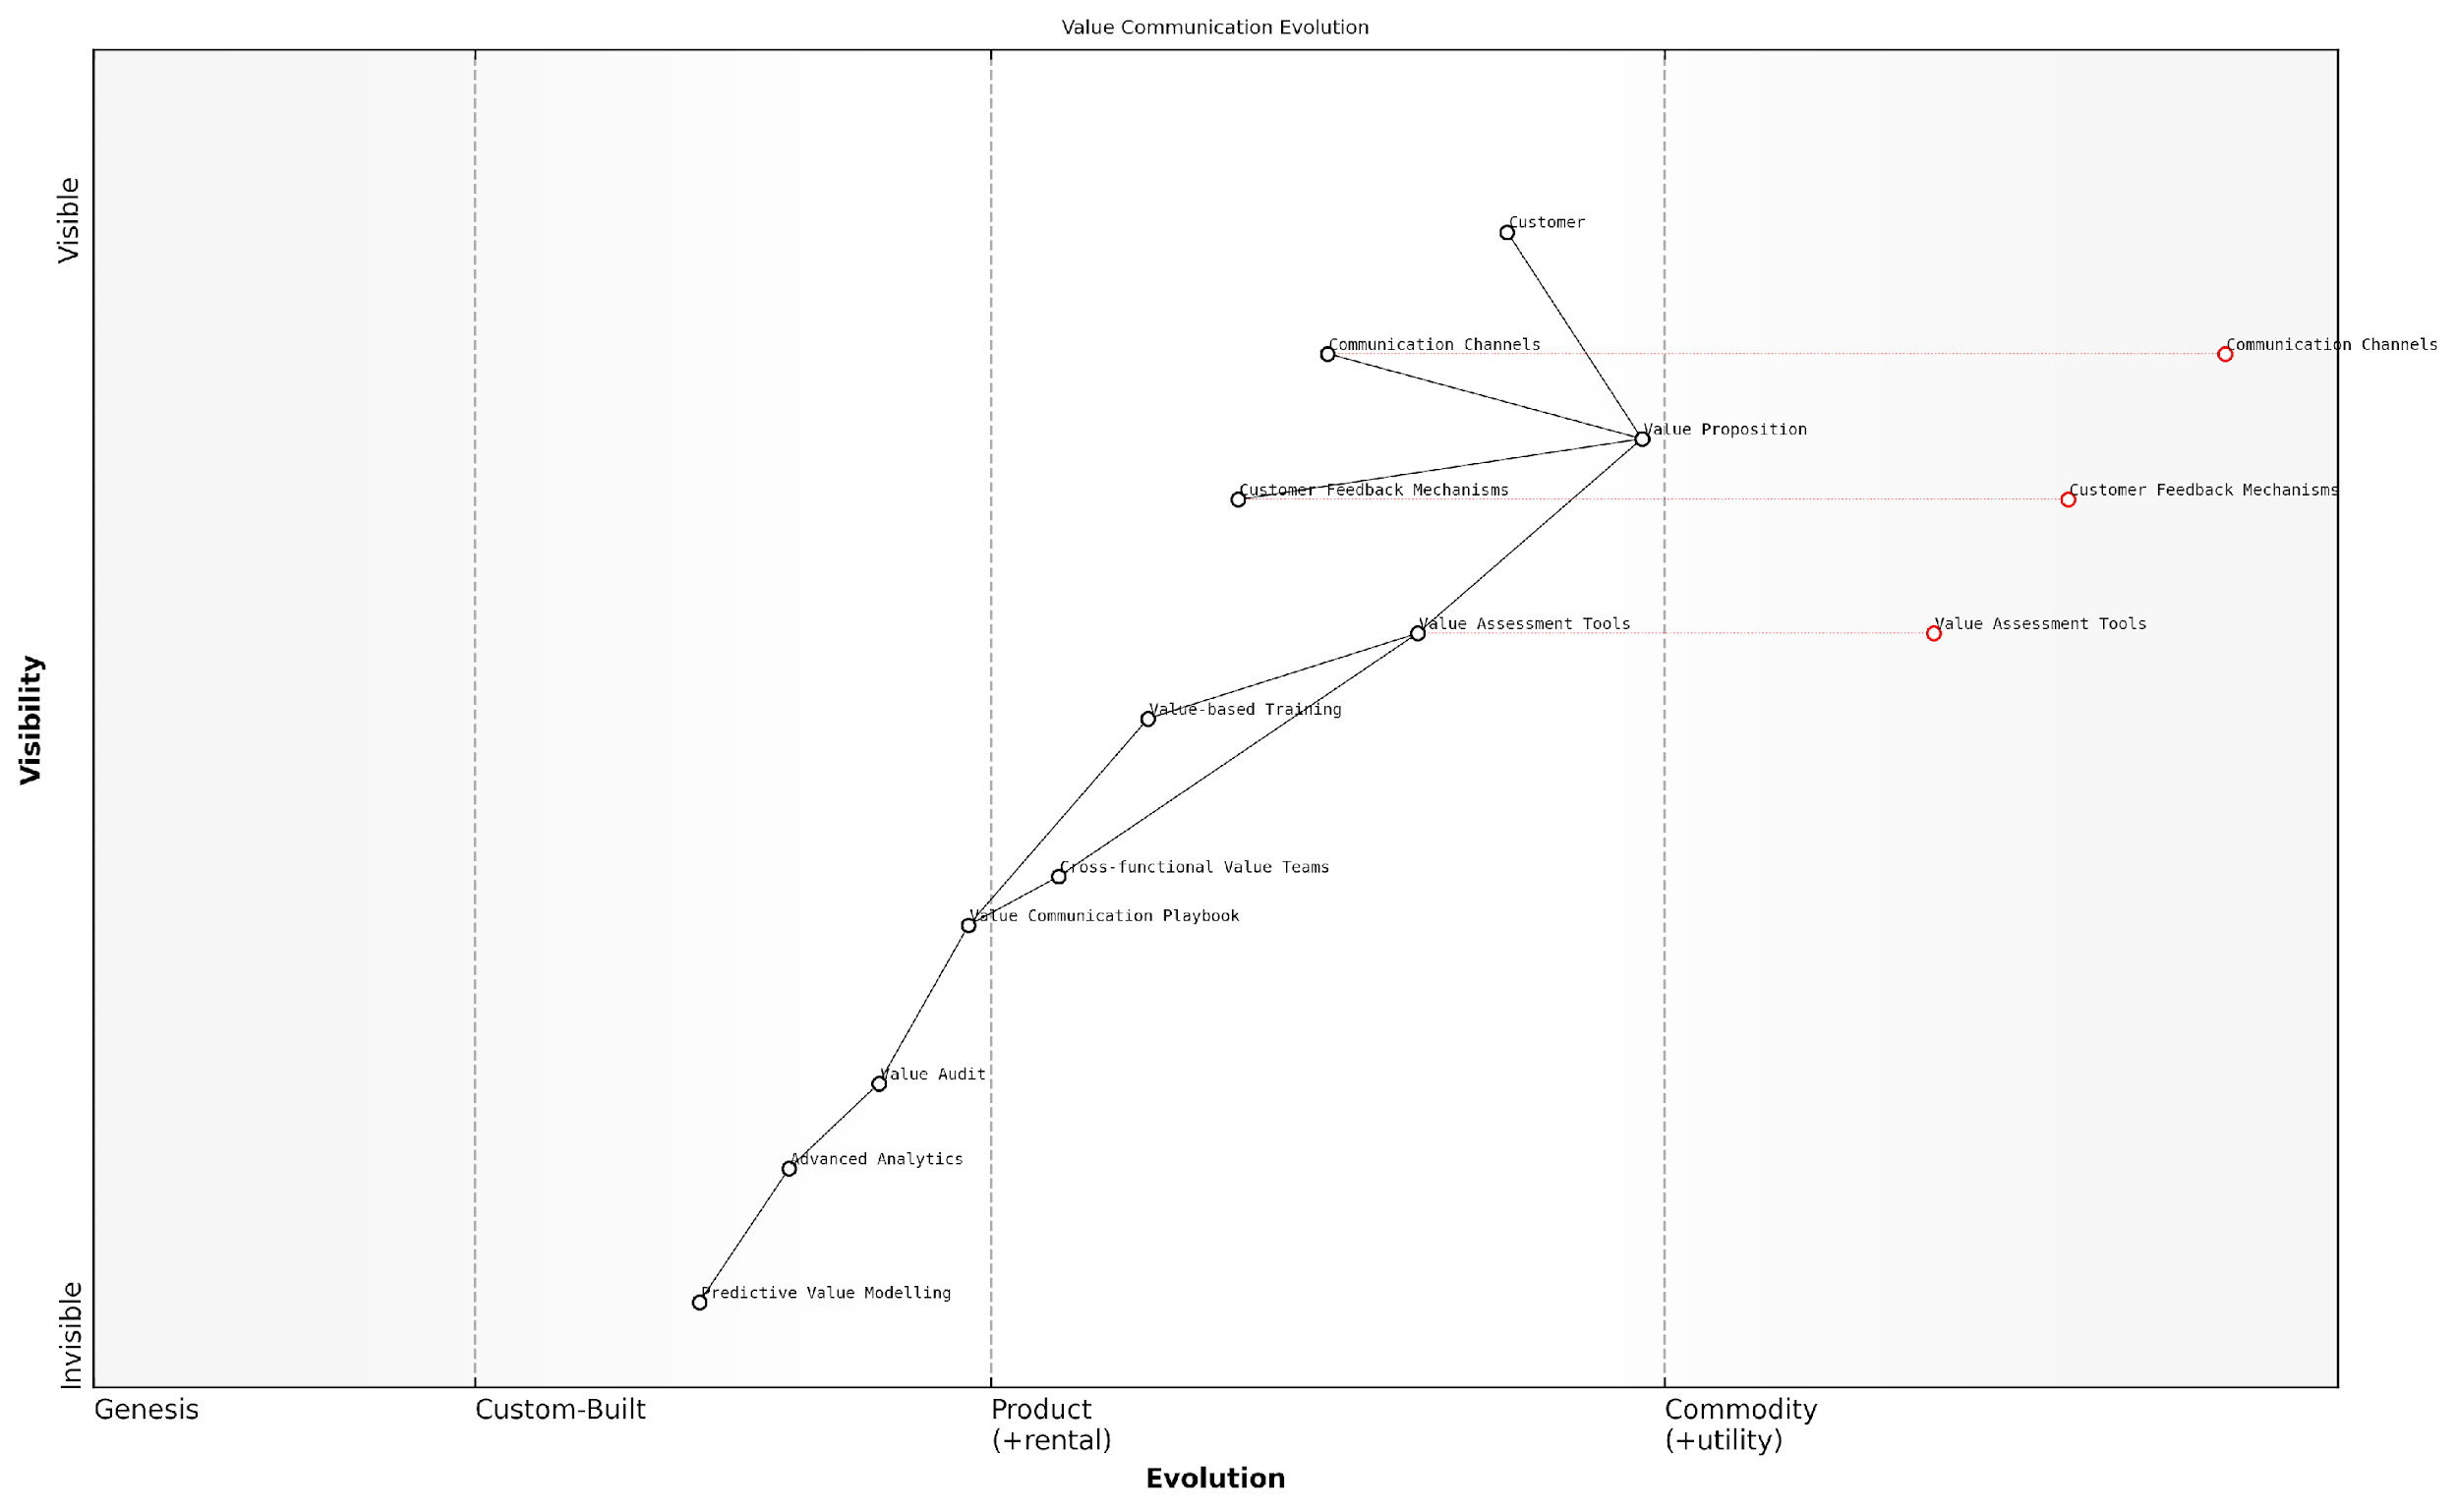 Value Communication Evolution
Visible
Customer
Communication Channels
Communication Channels
Value Proposition
Customer Feedback Mechanisms
Customer Feedback Mechanisms
Value Assessment Tools
Value Assessment Tools
Visibility
Value-based Training
Cross-functional Value Teams
Value Communication Playbook
Value Audit
Advanced Analytics
Predictive Value Modelling
Invisible
Genesis
Custom-Built
Product
(+rental)
Commodity
(+utility)
Evolution